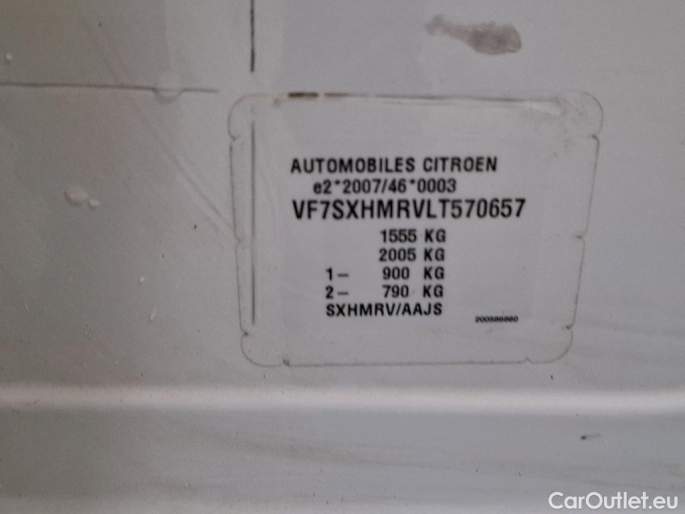 AUTOMOBILES CITROEN
e2*2007/46*0003
VF7SXHMRVLT570657
1555 KG
2005 KG
1– 900 KG
2– 790 KG
SXHMRV/AAJS
CarOutlet.eu